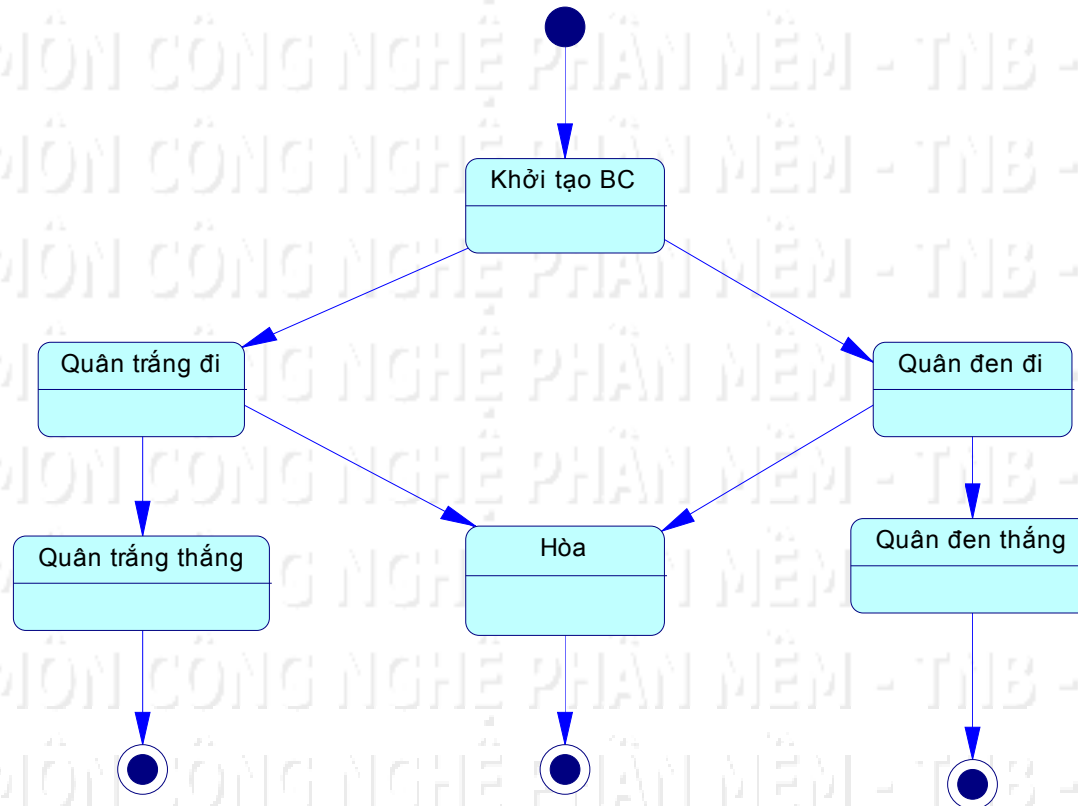 Khởi tạo BC
Quân trắng đi
Quân đen đi
Quân trắng thắng
Hòa
Quân đen thắng
MÔN CÔNG NGHỆ PHẦN MỀM - TNB -